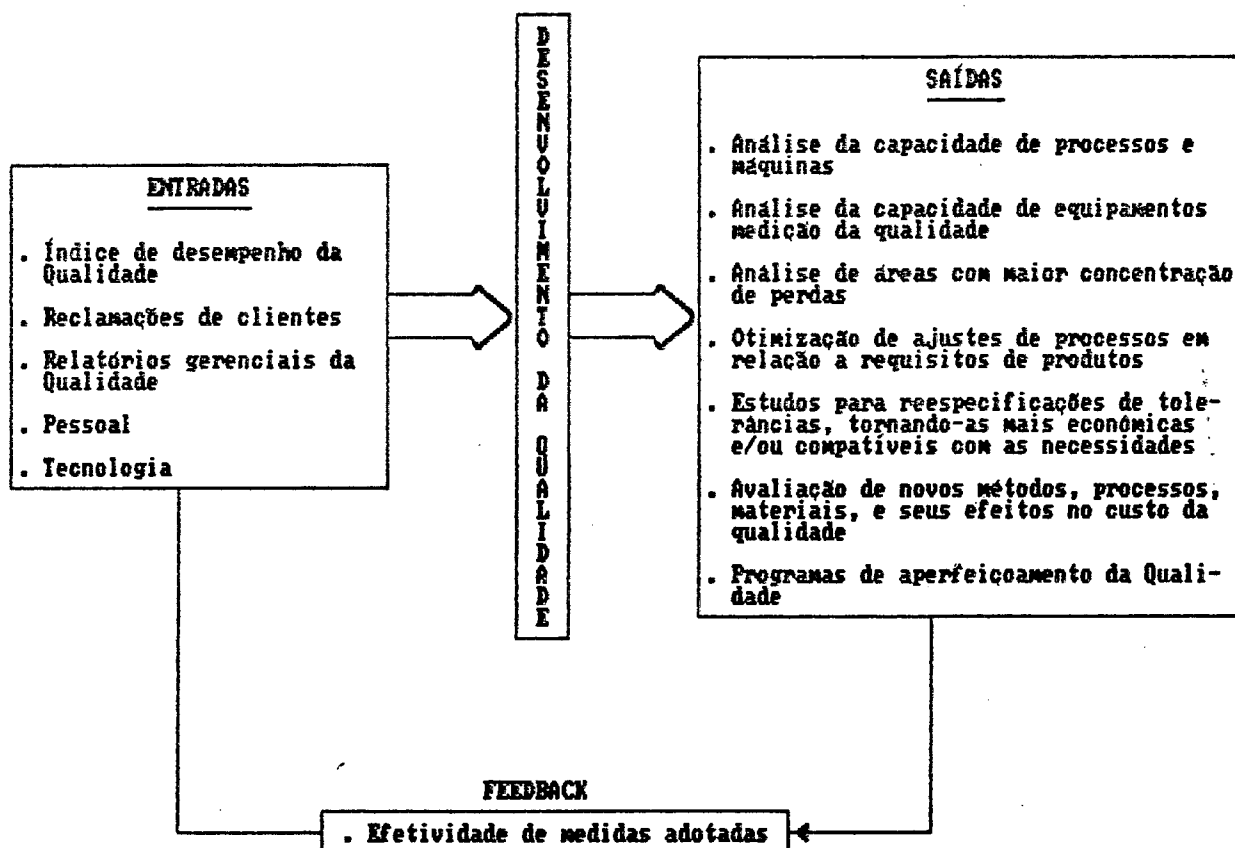 ENTRADAS
. Índice de desempenho da
Qualidade
. Reclamações de clientes
. Relatórios gerenciais da
Qualidade
. Pessoal
. Tecnologia
DESENVOLVIMENTO DA QUALIDADE
SAÍDAS
. Análise da capacidade de processos e
máquinas
. Análise da capacidade de equipamentos
medição da qualidade
. Análise de áreas com maior concentração
de perdas
. Otimização de ajustes de processos em
relação a requisitos de produtos
. Estudos para reespecificações de tole-
râncias, tornando-as mais econômicas
e/ou compatíveis com as necessidades
. Avaliação de novos métodos, processos,
materiais, e seus efeitos no custo da
qualidade
. Programas de aperfeiçoamento da Quali-
dade
FEEDBACK
. Efetividade de medidas adotadas